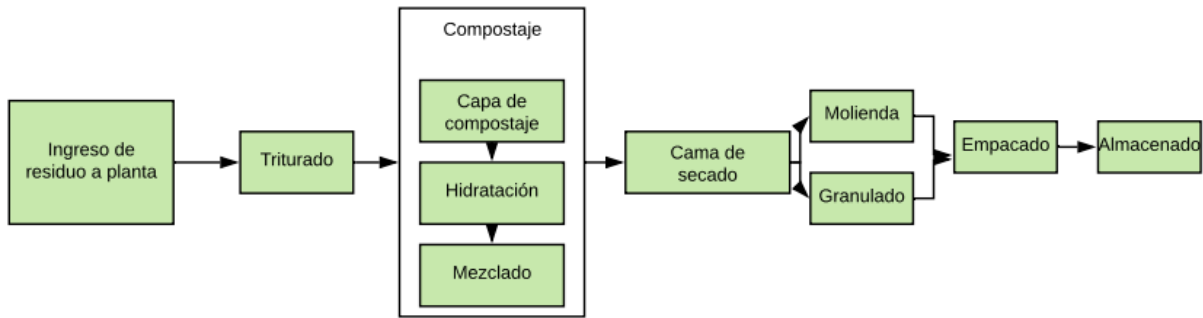 Ingreso de
residuo a planta
Triturado
Compostaje
Capa de
compostaje
Hidratación
Mezclado
Cama de
secado
Molienda
Granulado
Empacado
Almacenado